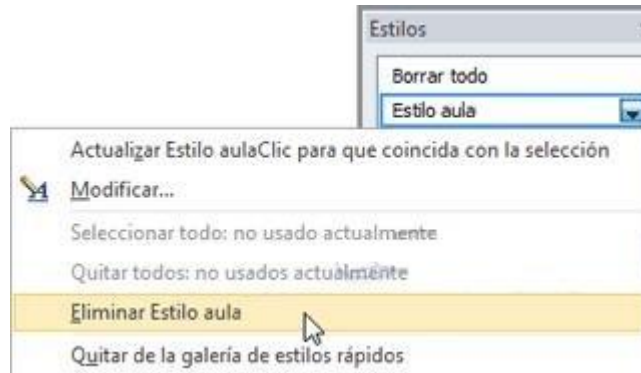 Estilos
Borrar todo
Estilo aula
Actualizar Estilo aulaClic para que coincida con la selección
Modificar...
Seleccionar todo: no usado actualmente
Quitar todos: no usados actualmente
Eliminar Estilo aula
Quitar de la galería de estilos rápidos